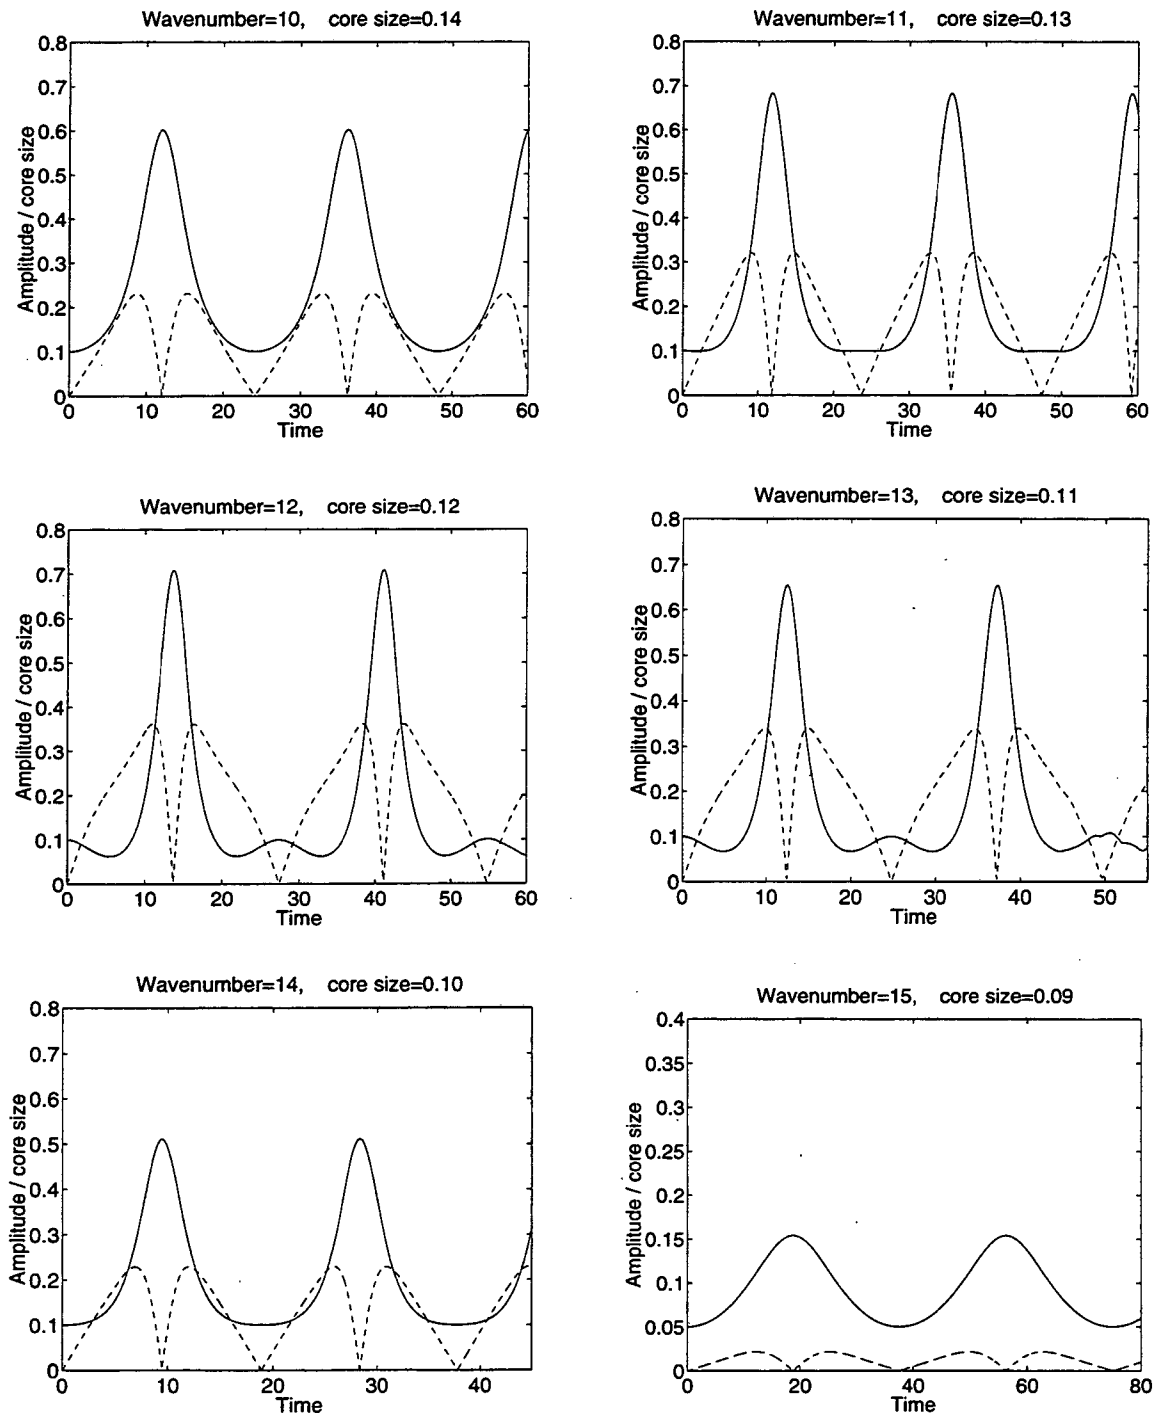 Wavenumber=10, core size=0.14
0.8
0.7
0.6
0.5
0.4
0.3
0.2
0.1
0
Amplitude / core size
0 10 20 30 40 50 60
Time
Wavenumber=11, core size=0.13
0.8
0.7
0.6
0.5
0.4
0.3
0.2
0.1
0
Amplitude / core size
0 10 20 30 40 50 60
Time
Wavenumber=12, core size=0.12
0.8
0.7
0.6
0.5
0.4
0.3
0.2
0.1
0
Amplitude / core size
0 10 20 30 40 50 60
Time
Wavenumber=13, core size=0.11
0.8
0.7
0.6
0.5
0.4
0.3
0.2
0.1
0
Amplitude / core size
0 10 20 30 40 50
Time
Wavenumber=14, core size=0.10
0.8
0.7
0.6
0.5
0.4
0.3
0.2
0.1
0
Amplitude / core size
0 10 20 30 40
Time
Wavenumber=15, core size=0.09
0.4
0.35
0.3
0.25
0.2
0.15
0.1
0.05
0
Amplitude / core size
0 20 40 60 80
Time